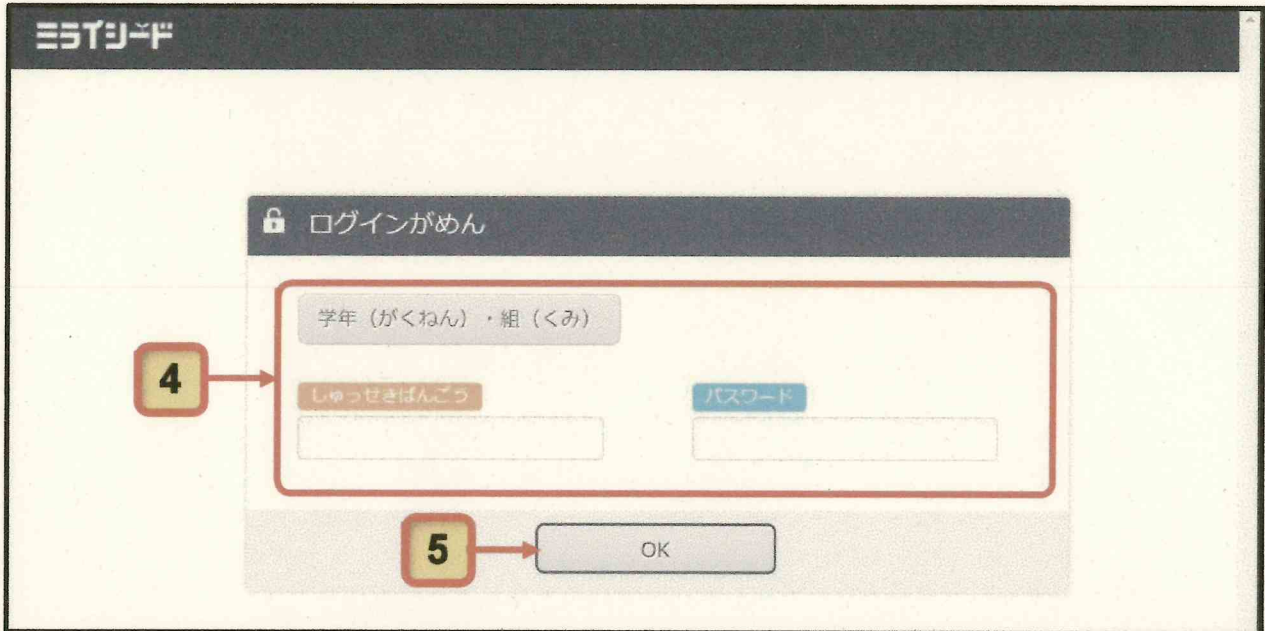 ミライシード
ログインがめん
学年（がくねん）・組（くみ）
4
しゅっせきばんごう
パスワード
5
OK